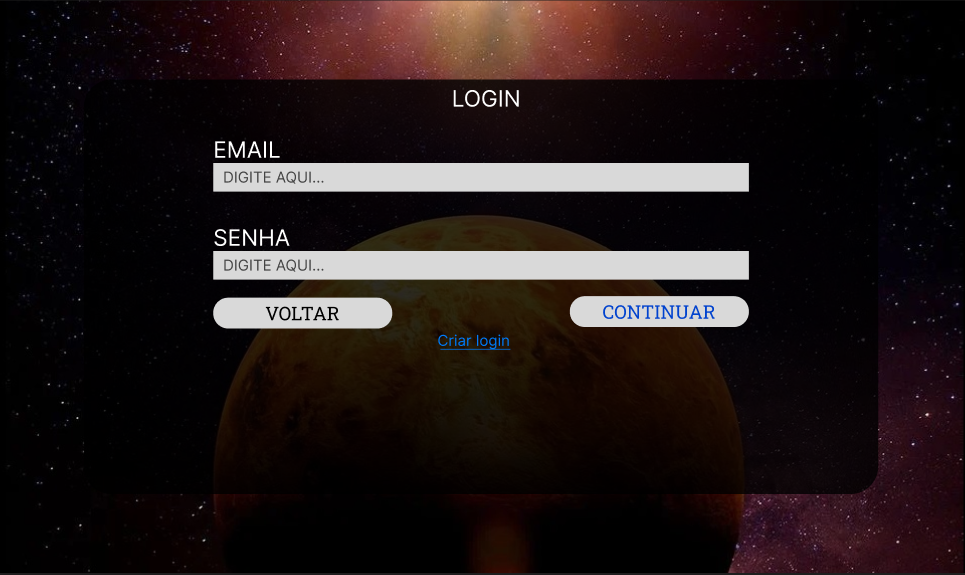 LOGIN
EMAIL
DIGITE AQUI...
SENHA
DIGITE AQUI...
VOLTAR
CONTINUAR
Criar login